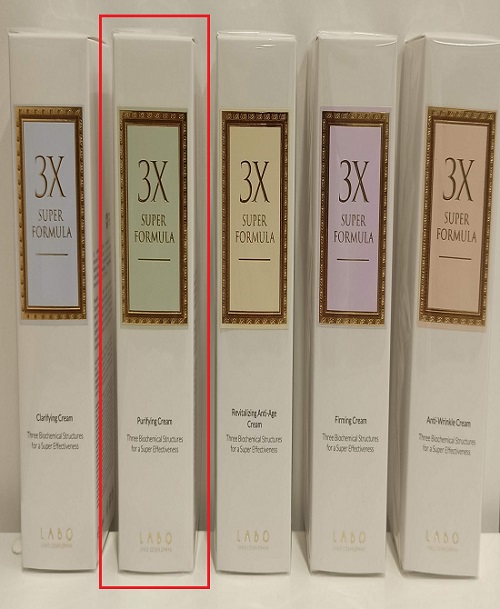 3X
SUPER
FORMULA
Clarifying Cream
Three Biochemical Structures
for a Super Effectiveness
LABO
3X
SUPER
FORMULA
Purifying Cream
Three Biochemical Structures
for a Super Effectiveness
LABO
3X
SUPER
FORMULA
Revitalizing Anti-Age
Cream
Three Biochemical Structures
for a Super Effectiveness
LABO
3X
SUPER
FORMULA
Firming Cream
Three Biochemical Structures
for a Super Effectiveness
LABO
3X
SUPER
FORMULA
Anti-Wrinkle Cream
Three Biochemical Structures
for a Super Effectiveness
LABO